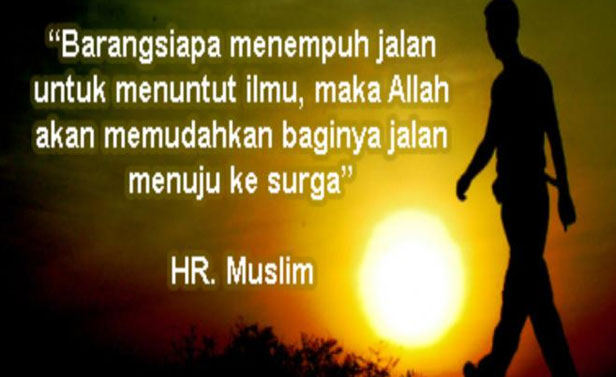 “Barangsiapa menempuh jalan
untuk menuntut ilmu, maka Allah
akan memudahkan baginya jalan
menuju ke surga”
HR. Muslim